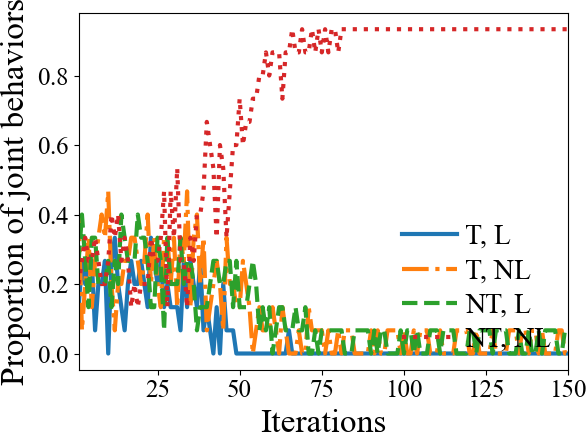 Proportion of joint behaviors
0.8
0.6
0.4
0.2
0.0
T, L
T, NL
NT, L
NT, NL
25
50
75
100
125
150
Iterations